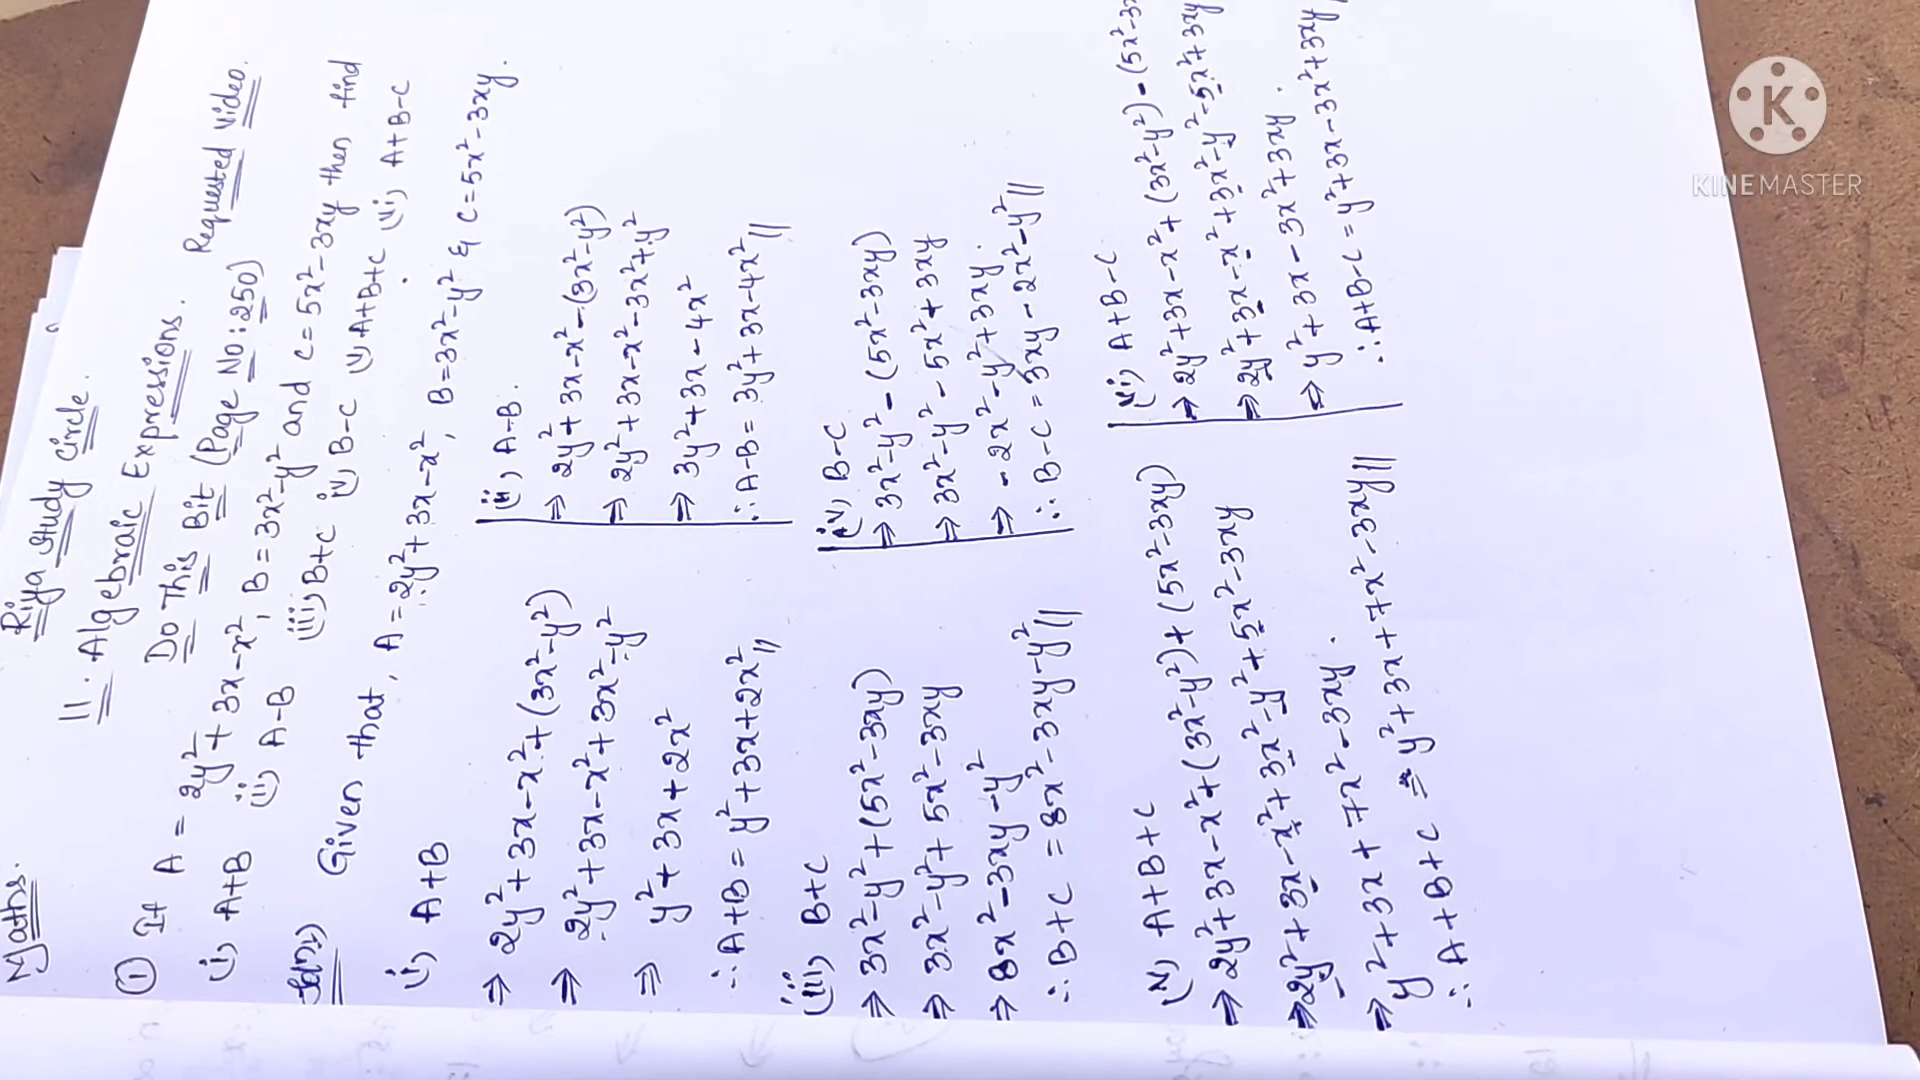 Maths.
Riya Study Circle.
11. Algebraic Expressions.
Do This Bit (Page No: 250)
Requested Video.
① If A = 2y² + 3x - x², B = 3x² - y² and C = 5x² - 3xy then find
(i) A+B (ii) A-B (iii) B+C (iv) B-C (v) A+B+C (vi) A+B-C
Given that, A = 2y² + 3x - x², B = 3x² - y² & C = 5x² - 3xy.
(i) A+B
⇒ 2y² + 3x - x² + (3x² - y²)
⇒ 2y² + 3x - x² + 3x² - y²
⇒ y² + 3x + 2x²
∴ A+B = y² + 3x + 2x² //
(ii) A-B.
⇒ 2y² + 3x - x² - (3x² - y²)
⇒ 2y² + 3x - x² - 3x² + y²
⇒ 3y² + 3x - 4x²
∴ A-B = 3y² + 3x - 4x² //
(iii) B+C
⇒ 3x² - y² + (5x² - 3xy)
⇒ 3x² - y² + 5x² - 3xy
⇒ 8x² - 3xy - y²
∴ B+C = 8x² - 3xy - y² //
(iv) B-C
⇒ 3x² - y² - (5x² - 3xy)
⇒ 3x² - y² - 5x² + 3xy
⇒ -2x² - y² + 3xy.
∴ B-C = 3xy - 2x² - y² //
(v) A+B+C
⇒ 2y² + 3x - x² + (3x² - y²) + (5x² - 3xy)
⇒ 2y² + 3x - x² + 3x² - y² + 5x² - 3xy
⇒ y² + 3x + 7x² - 3xy.
∴ A+B+C = y² + 3x + 7x² - 3xy //
(vi) A+B-C
⇒ 2y² + 3x - x² + (3x² - y²) - (5x² - 3x
⇒ 2y² + 3x - x² + 3x² - y² - 5x² + 3xy
⇒ y² + 3x - 3x² + 3xy.
∴ A+B-C = y² + 3x - 3x² + 3xy /
KINEMASTER